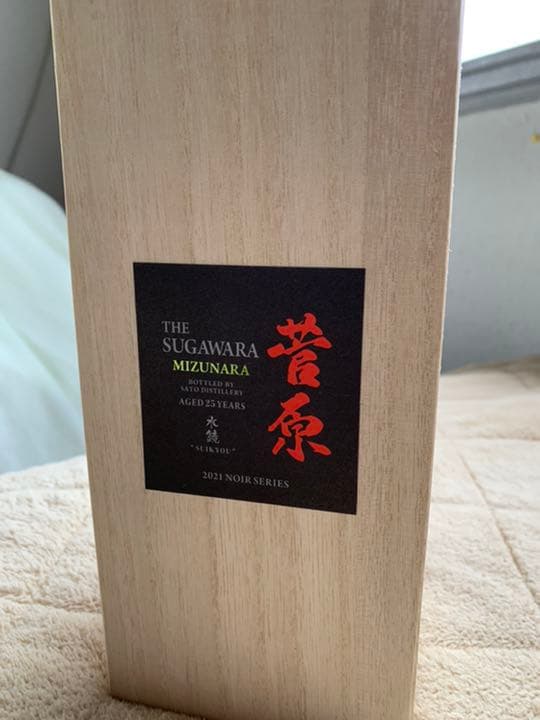 THE
SUGAWARA
MIZUNARA
BOTTLED BY
SATO DISTILLERY
AGED 25 YEARS
水鏡
"SUIKYOU"
2021 NOIR SERIES
菅原